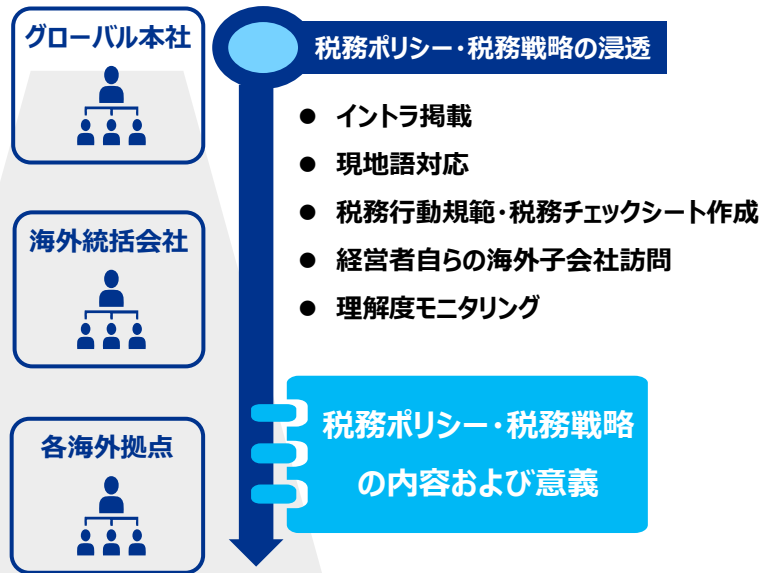 グローバル本社
税務ポリシー・税務戦略の浸透
● イントラ掲載
● 現地語対応
● 税務行動規範・税務チェックシート作成
● 経営者自らの海外子会社訪問
● 理解度モニタリング
海外統括会社
税務ポリシー・税務戦略
の内容および意義
各海外拠点